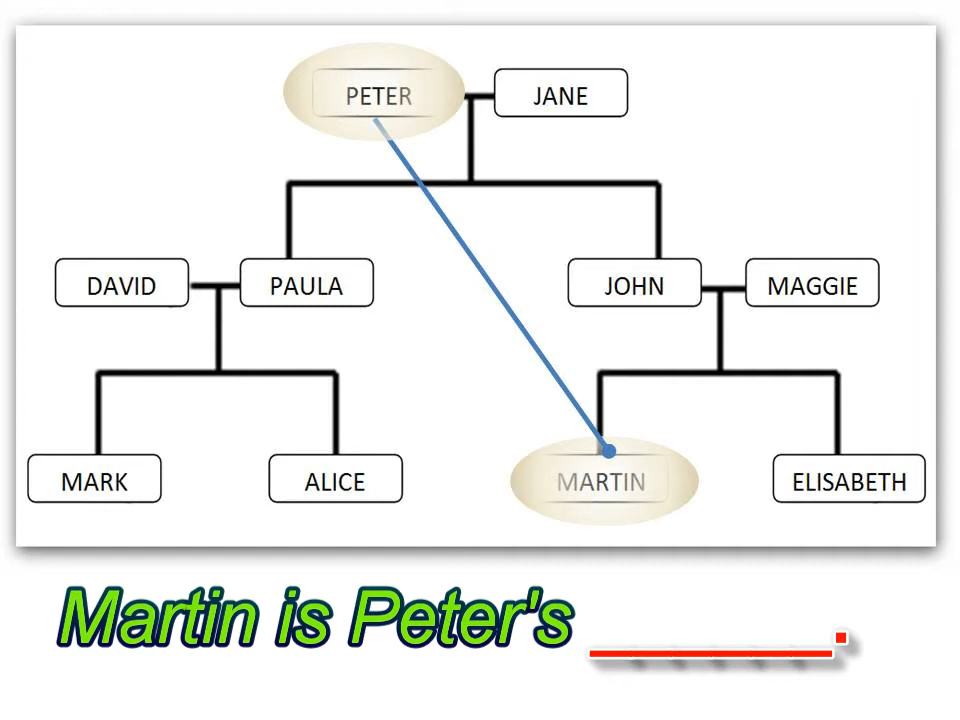 PETER JANE
DAVID PAULA JOHN MAGGIE
MARK ALICE MARTIN ELISABETH
Martin is Peter's ______.